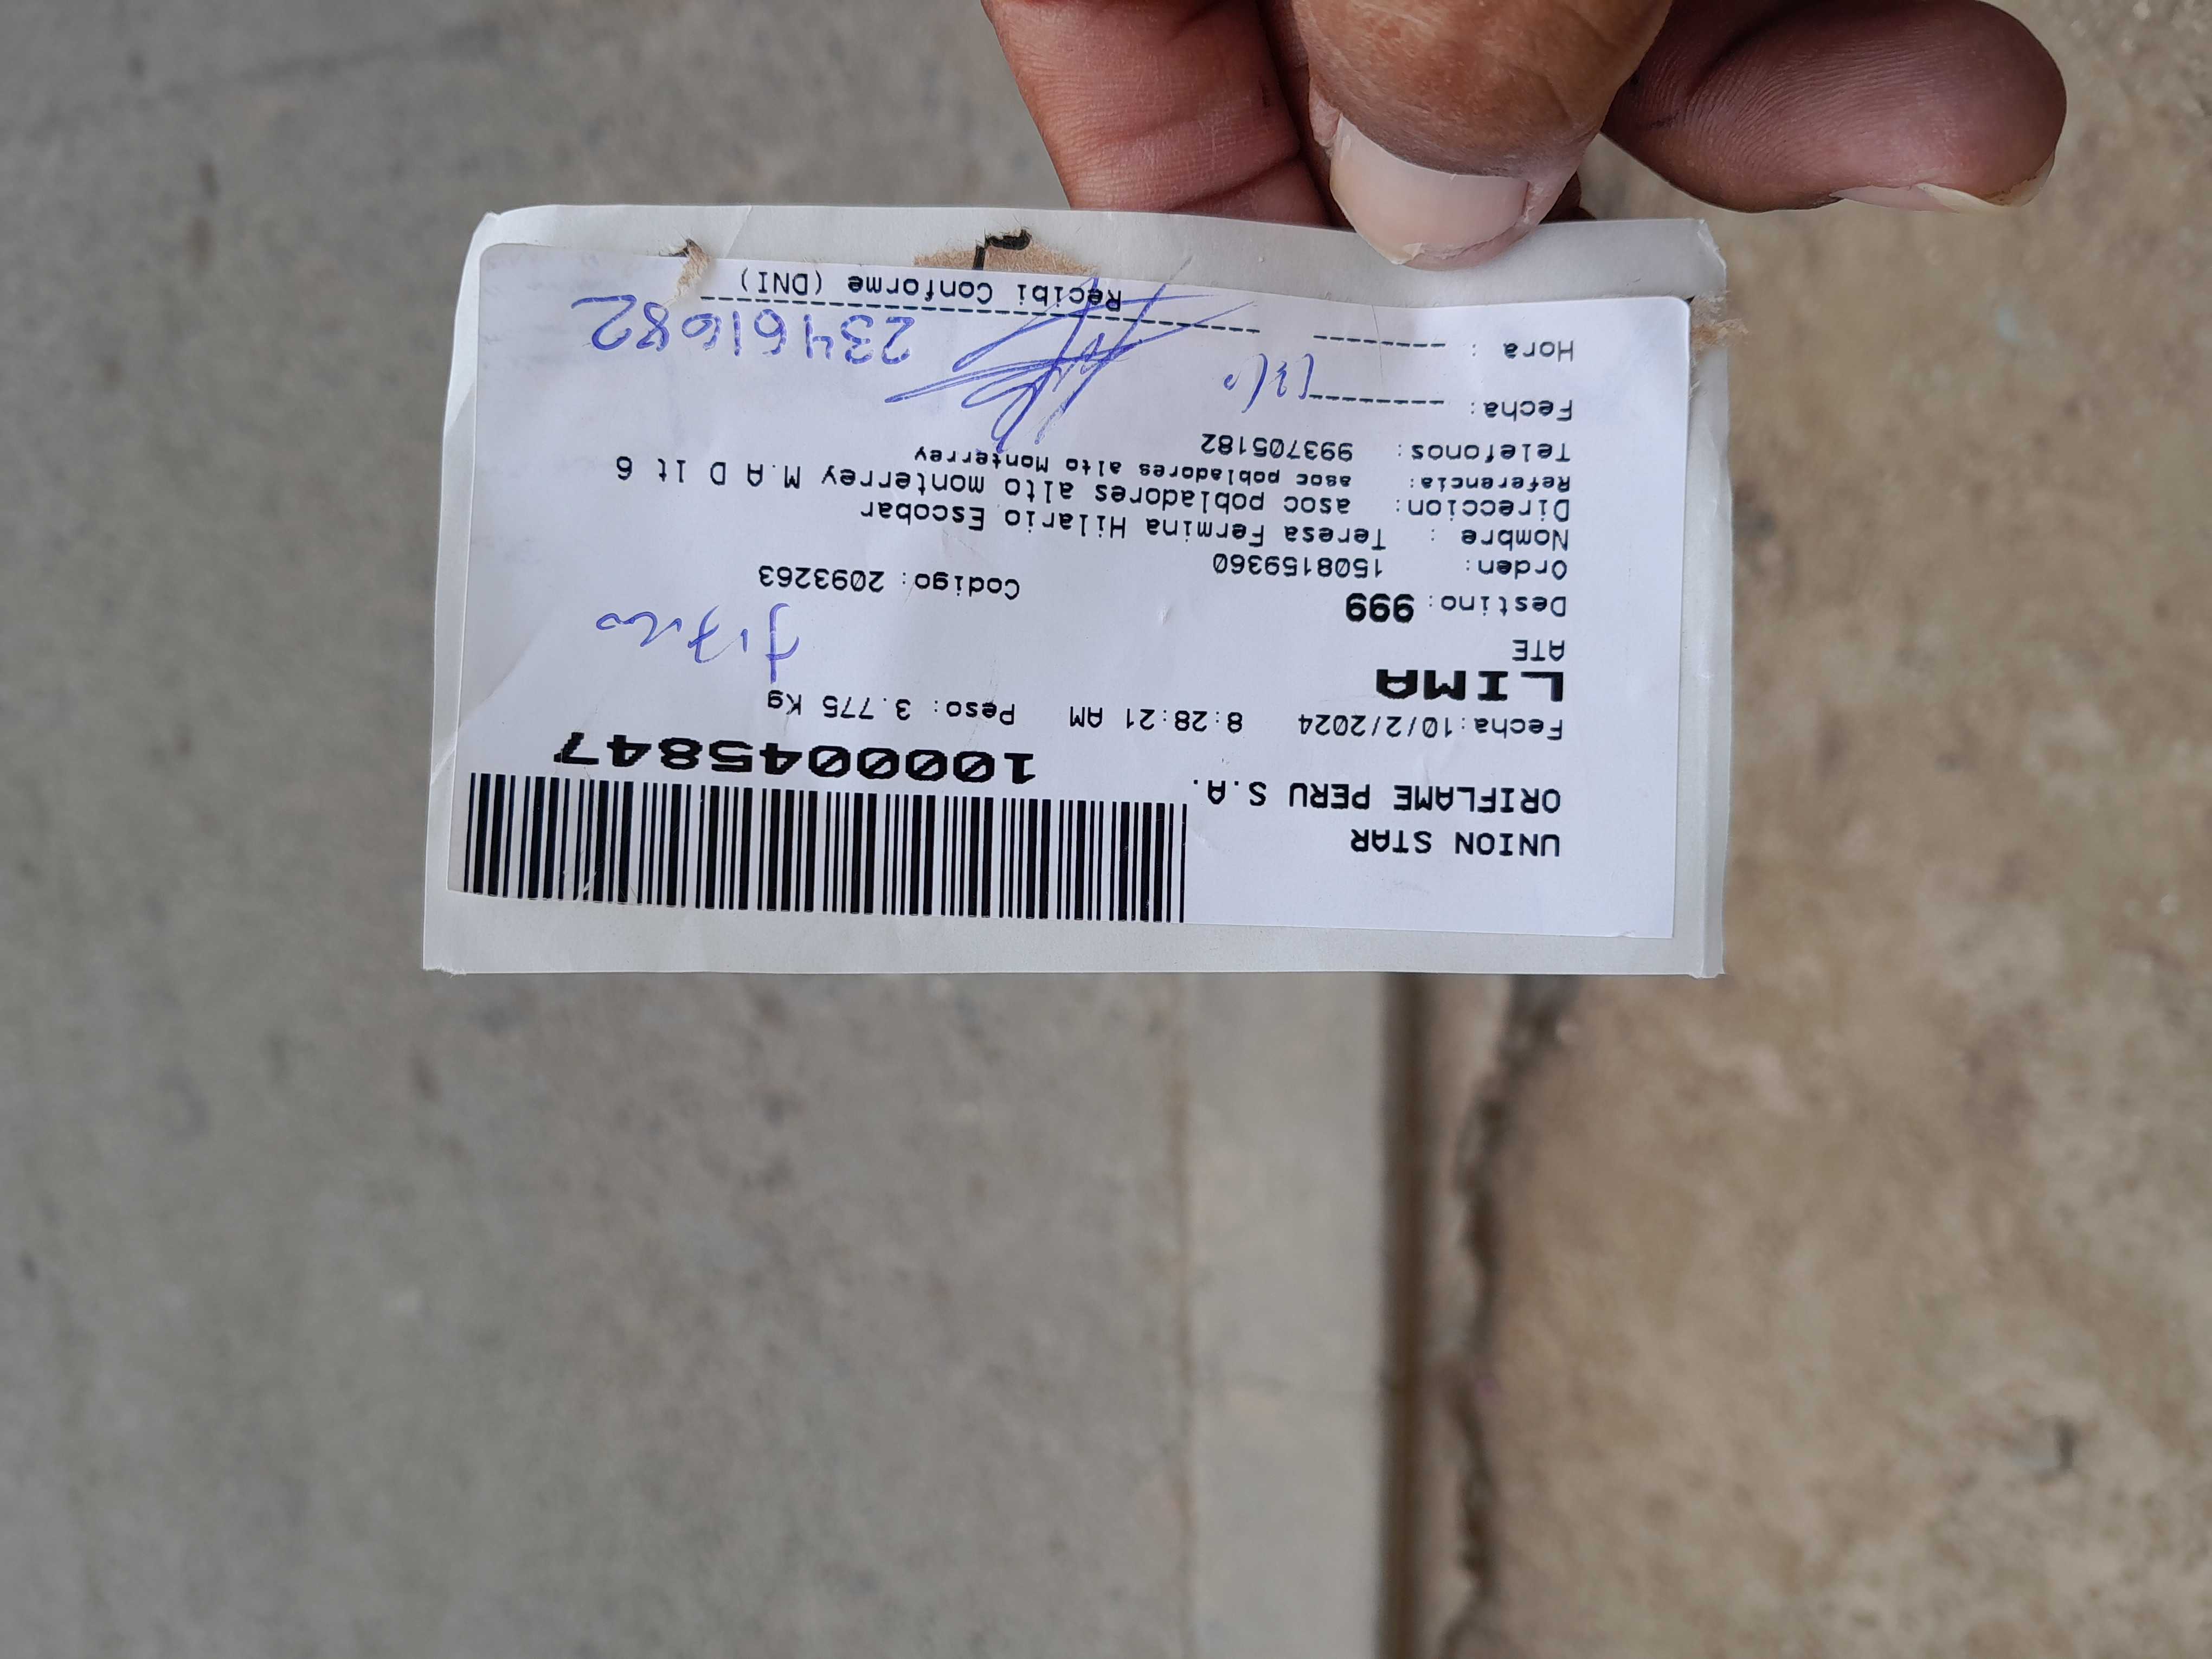 UNION STAR
ORIFLAME PERU S.A.
1000045847
Fecha:10/2/2024 8:28:21 AM Peso: 3.775 Kg
LIMA
ATE
Destino: 999
Orden: 1508159360 Codigo: 2093263
Nombre : Teresa Fermina Hilario Escobar
Direccion: asoc pobladores alto monterrey M.A D lt 6
Referencia: asoc pobladores alto Monterrey
Telefonos: 993705182
Fecha:
Hora :
Recibi Conforme (DNI)